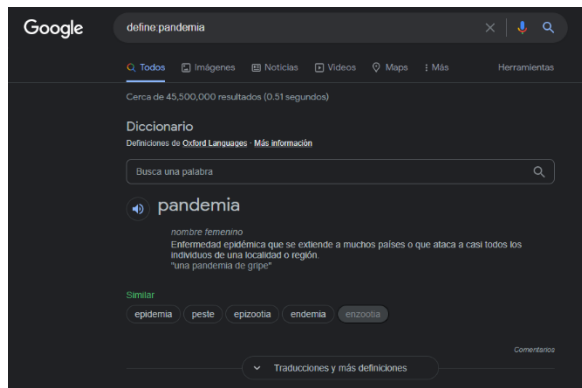 Google
define:pandemia
Todos Imágenes Noticias Videos Maps Más Herramientas
Cerca de 45,500,000 resultados (0.51 segundos)
Diccionario
Definiciones de Oxford Languages · Más información
Busca una palabra
pandemia
nombre femenino
Enfermedad epidémica que se extiende a muchos países o que ataca a casi todos los
individuos de una localidad o región.
"una pandemia de gripe"
Similar
epidemia peste epizootia endemia enzootia
Comentarios
Traducciones y más definiciones